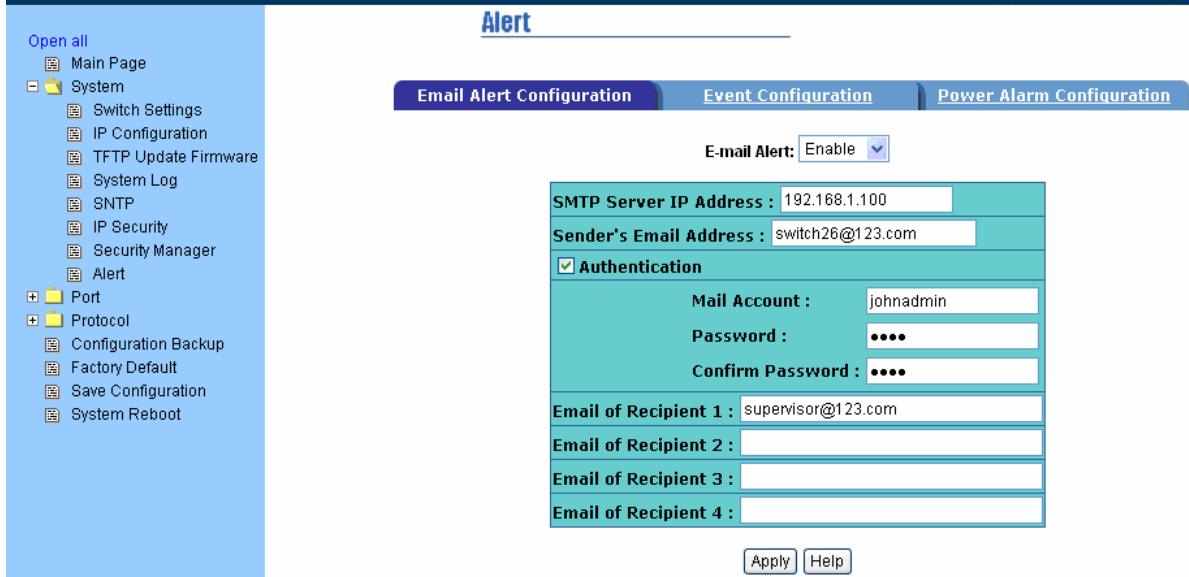 Alert
Open all
Main Page
System
Switch Settings
IP Configuration
TFTP Update Firmware
System Log
SNTP
IP Security
Security Manager
Alert
Port
Protocol
Configuration Backup
Factory Default
Save Configuration
System Reboot
Email Alert Configuration Event Configuration Power Alarm Configuration
E-mail Alert: Enable
SMTP Server IP Address : 192.168.1.100
Sender's Email Address : switch26@123.com
Authentication
Mail Account : johnadmin
Password : ••••
Confirm Password : ••••
Email of Recipient 1 : supervisor@123.com
Email of Recipient 2 :
Email of Recipient 3 :
Email of Recipient 4 :
Apply Help